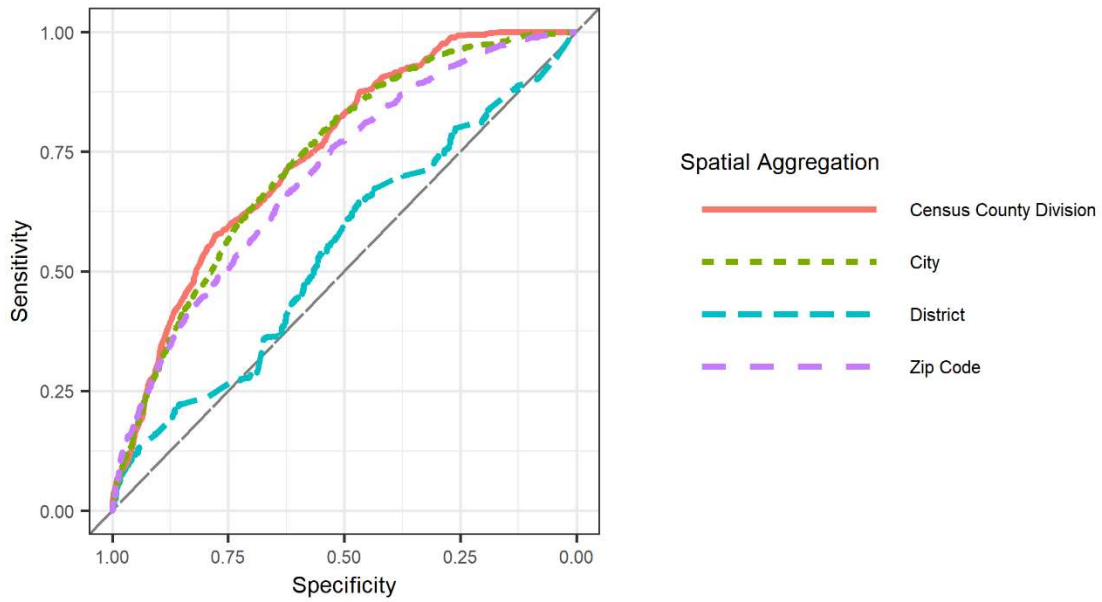 1.00
0.75
0.50
0.25
0.00
Sensitivity
1.00 0.75 0.50 0.25 0.00
Specificity
Spatial Aggregation
Census County Division
City
District
Zip Code